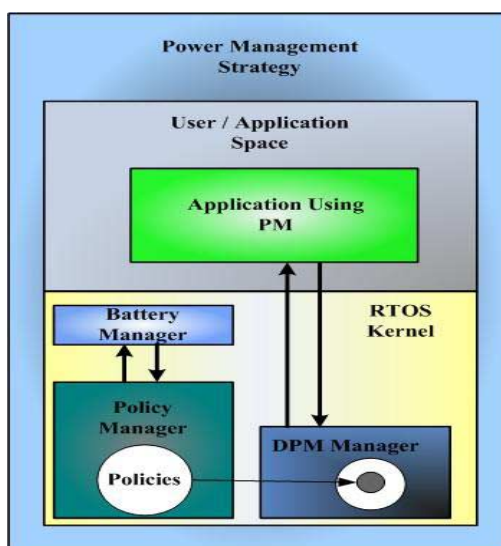 Power Management
Strategy
User / Application
Space
Application Using
PM
RTOS
Kernel
Battery
Manager
Policy
Manager
Policies
DPM Manager